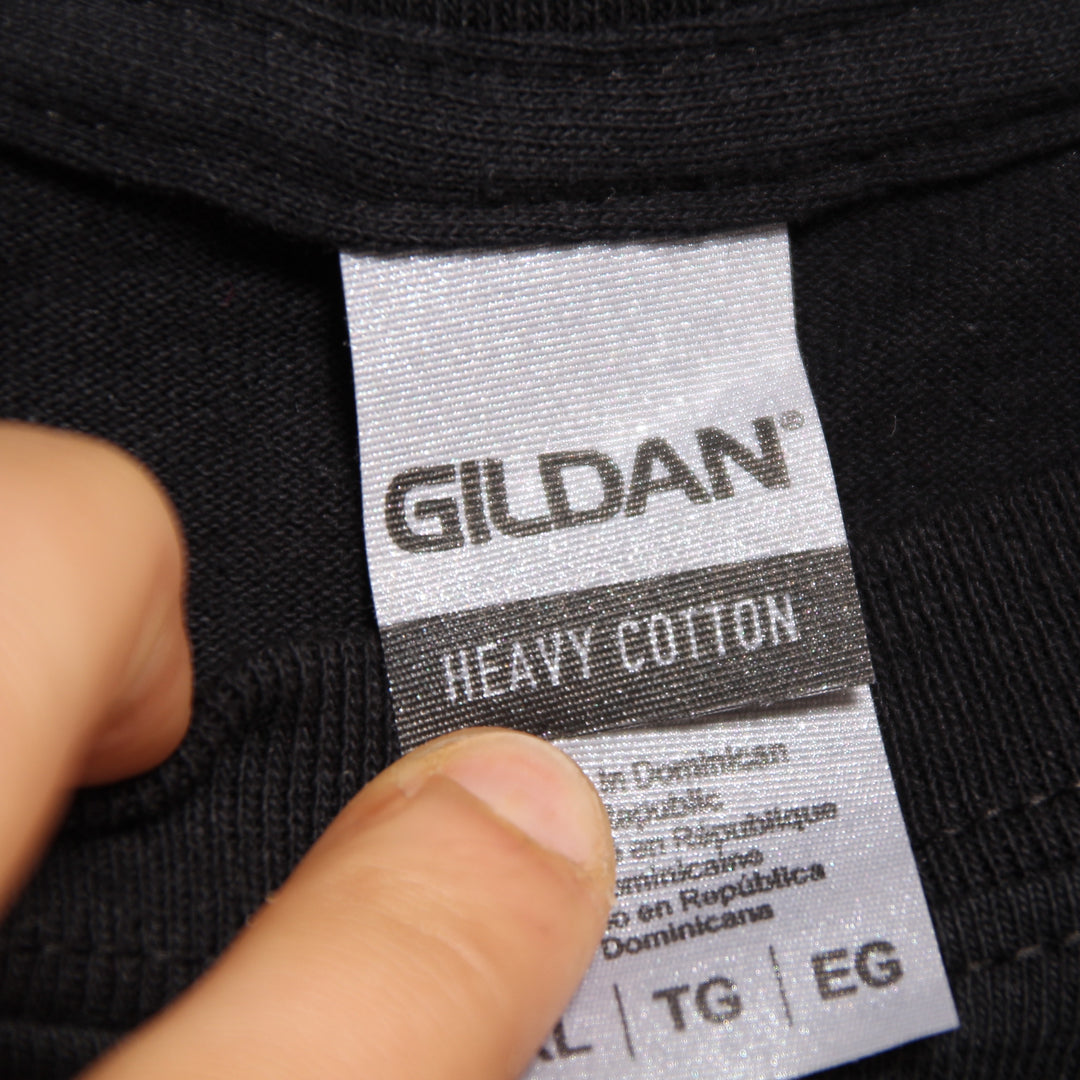 GILDAN®
HEAVY COTTON
in Dominican
Republic
en République
Dominicaine
en República
Dominicana
TG | EG